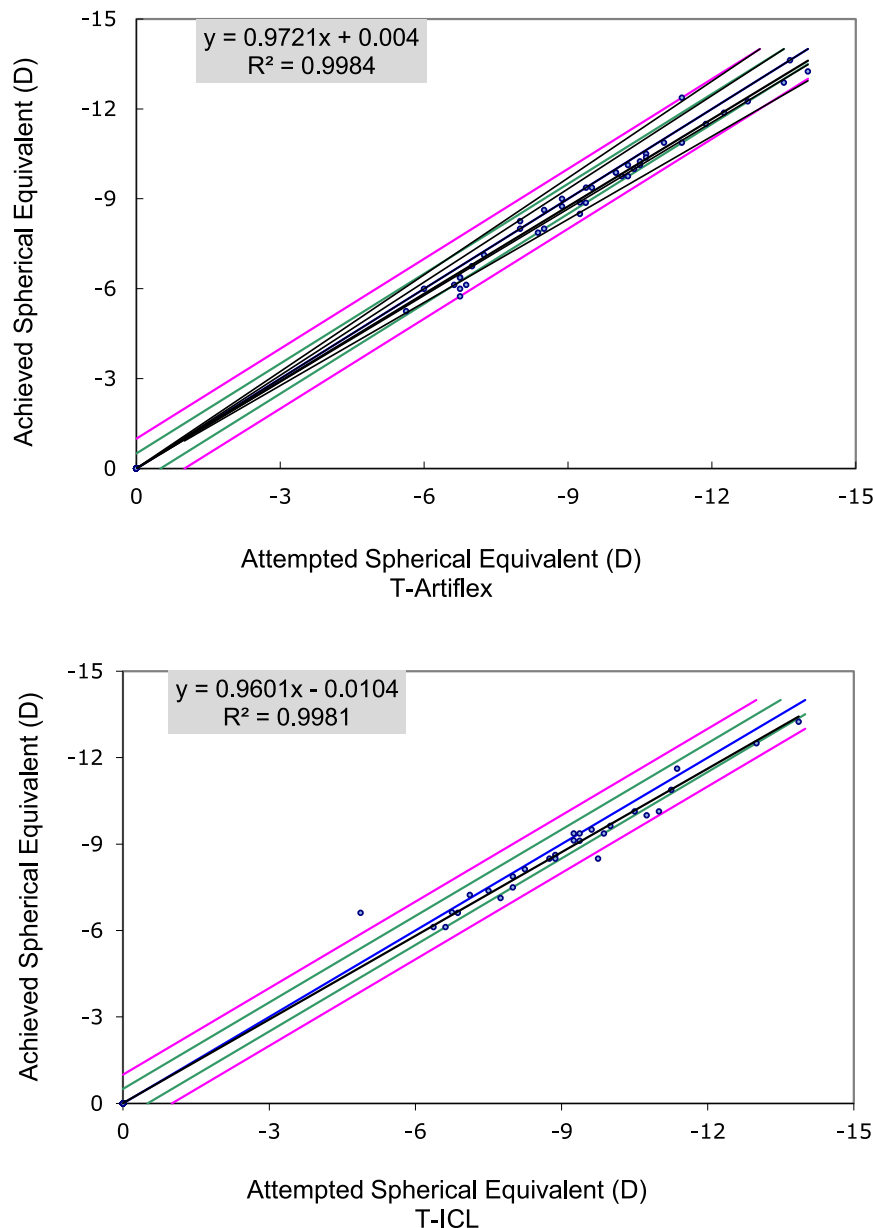 -15
y = 0.9721x + 0.004
R² = 0.9984
-12
-9
-6
-3
0
Achieved Spherical Equivalent (D)
0 -3 -6 -9 -12 -15
Attempted Spherical Equivalent (D)
T-Artiflex
-15
y = 0.9601x - 0.0104
R² = 0.9981
-12
-9
-6
-3
0
Achieved Spherical Equivalent (D)
0 -3 -6 -9 -12 -15
Attempted Spherical Equivalent (D)
T-ICL